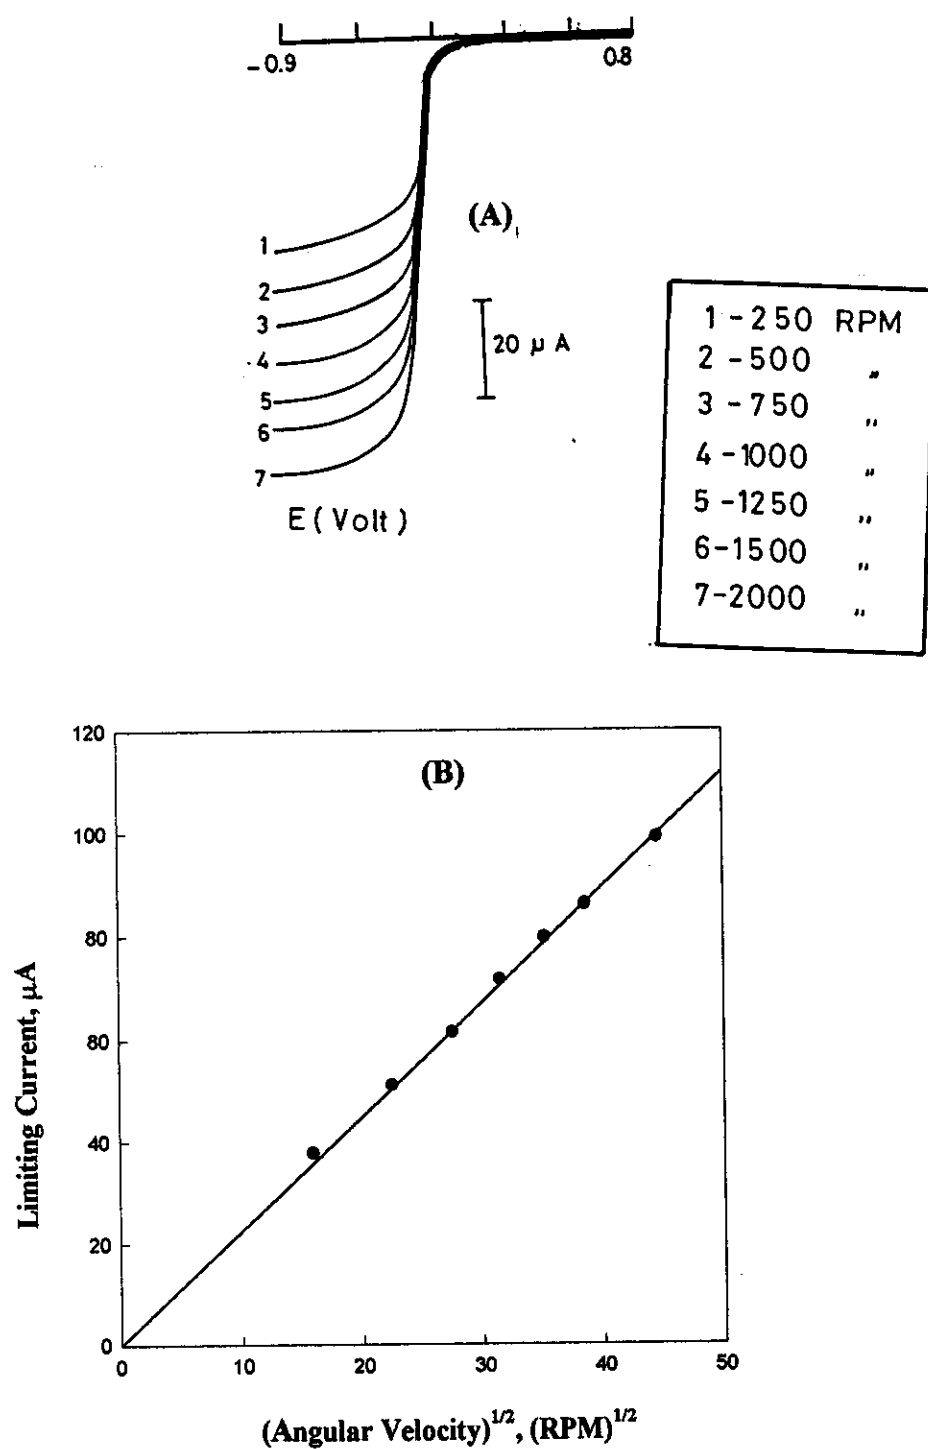 -0.9 0.8
(A)
1
2
3
4
5
6
7
20 µ A
E ( Volt )
1 - 250 RPM
2 - 500 "
3 - 750 "
4 - 1000 "
5 - 1250 "
6 - 1500 "
7 - 2000 "
(B)
120
100
80
80
40
20
0
0 10 20 30 40 50
Limiting Current, µA
(Angular Velocity)^1/2, (RPM)^1/2